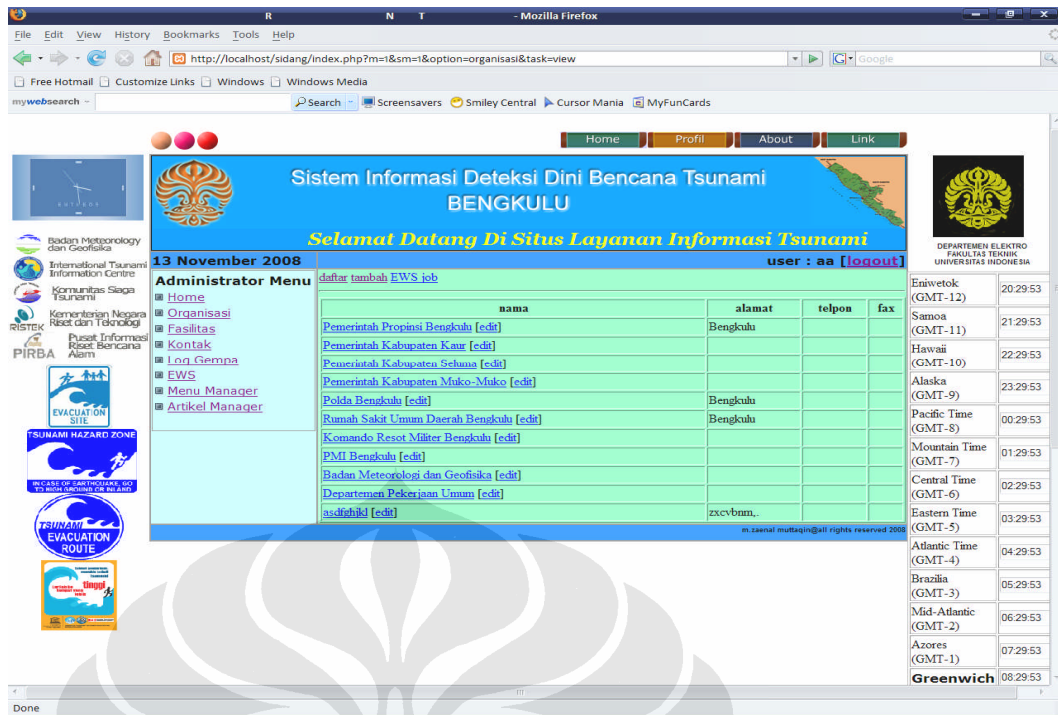 R N T - Mozilla Firefox
File Edit View History Bookmarks Tools Help
http://localhost/sidang/index.php?m=1&sm=1&option=organisasi&task=view
G Google
Free Hotmail Customize Links Windows Windows Media
mywebsearch Search Screensavers Smiley Central Cursor Mania MyFunCards
Home Profil About Link
Sistem Informasi Deteksi Dini Bencana Tsunami
BENGKULU
Selamat Datang Di Situs Layanan Informasi Tsunami
13 November 2008 user : aa [logout]
Badan Meteorology
dan Geofisika
International Tsunami
Information Centre
Komunitas Siaga
Tsunami
RISTEK
Kementerian Negara
Riset dan Teknologi
PIRBA
Pusat Informasi
Riset Bencana
Alam
EVACUATION
SITE
TSUNAMI HAZARD ZONE
IN CASE OF EARTHQUAKE, GO
TO HIGH GROUND OR INLAND
TSUNAMI
EVACUATION
ROUTE
tinggi
Administrator Menu
Home
Organisasi
Fasilitas
Kontak
Log Gempa
EWS
Menu Manager
Artikel Manager
daftar tambah EWS job
nama alamat telpon fax
Pemerintah Propinsi Bengkulu [edit] Bengkulu
Pemerintah Kabupaten Kaur [edit]
Pemerintah Kabupaten Seluma [edit]
Pemerintah Kabupaten Muko-Muko [edit]
Polda Bengkulu [edit] Bengkulu
Rumah Sakit Umum Daerah Bengkulu [edit] Bengkulu
Komando Resot Militer Bengkulu [edit]
PMI Bengkulu [edit]
Badan Meteorologi dan Geofisika [edit]
Departemen Pekerjaan Umum [edit]
asdfghjkl [edit] zxcvbnm,.
m.zaenal muttaqin@all rights reserved 2008
DEPARTEMEN ELEKTRO
FAKULTAS TEKNIK
UNIVERSITAS INDONESIA
Eniwetok
(GMT-12) 20:29:53
Samoa
(GMT-11) 21:29:53
Hawaii
(GMT-10) 22:29:53
Alaska
(GMT-9) 23:29:53
Pacific Time
(GMT-8) 00:29:53
Mountain Time
(GMT-7) 01:29:53
Central Time
(GMT-6) 02:29:53
Eastern Time
(GMT-5) 03:29:53
Atlantic Time
(GMT-4) 04:29:53
Brazilia
(GMT-3) 05:29:53
Mid-Atlantic
(GMT-2) 06:29:53
Azores
(GMT-1) 07:29:53
Greenwich 08:29:53
Done